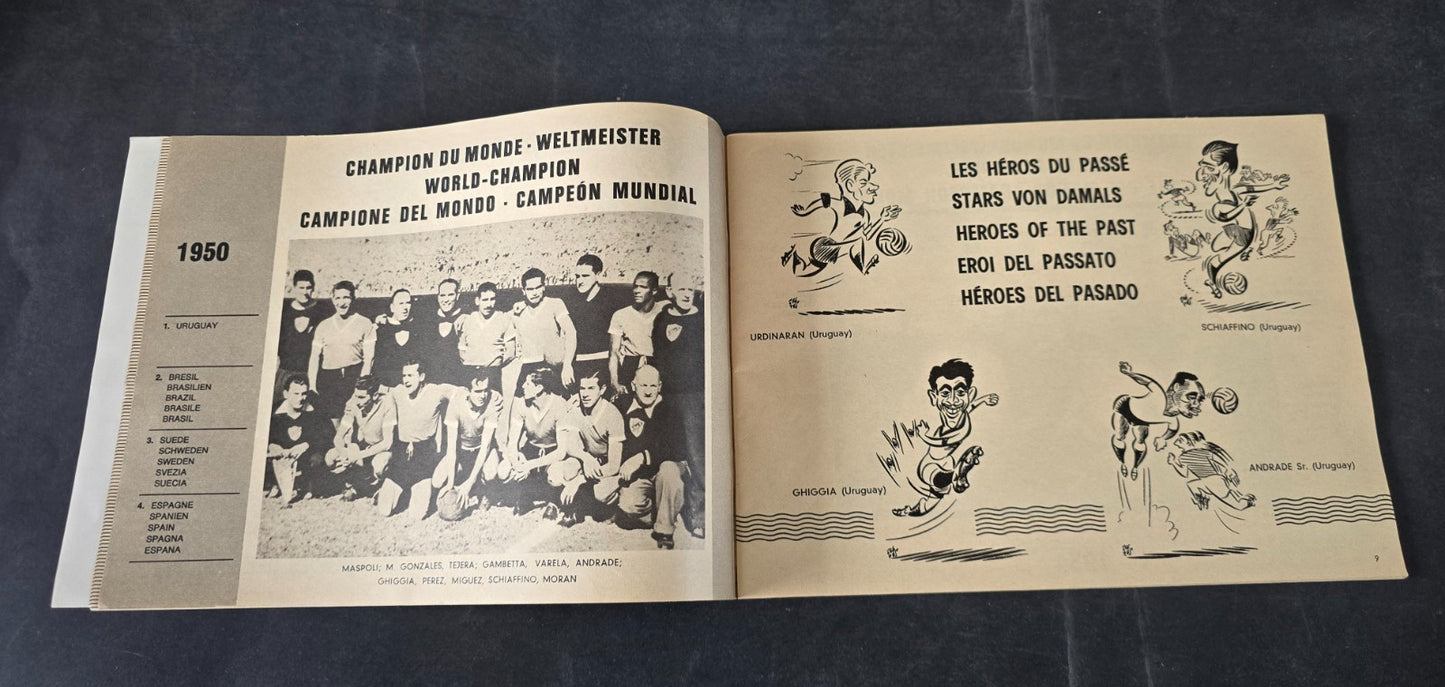 CHAMPION DU MONDE · WELTMEISTER
WORLD-CHAMPION
CAMPIONE DEL MONDO · CAMPEÓN MUNDIAL
1950
1. URUGUAY
2. BRESIL
BRASILIEN
BRAZIL
BRASILE
BRASIL
3. SUEDE
SCHWEDEN
SWEDEN
SVEZIA
SUECIA
4. ESPAGNE
SPANIEN
SPAIN
SPAGNA
ESPANA
MASPOLI; M. GONZALES, TEJERA; GAMBETTA, VARELA, ANDRADE;
GHIGGIA, PEREZ, MIGUEZ, SCHIAFFINO, MORAN
LES HÉROS DU PASSÉ
STARS VON DAMALS
HEROES OF THE PAST
EROI DEL PASSATO
HÉROES DEL PASADO
URDINARAN (Uruguay)
SCHIAFFINO (Uruguay)
GHIGGIA (Uruguay)
ANDRADE Sr. (Uruguay)
9